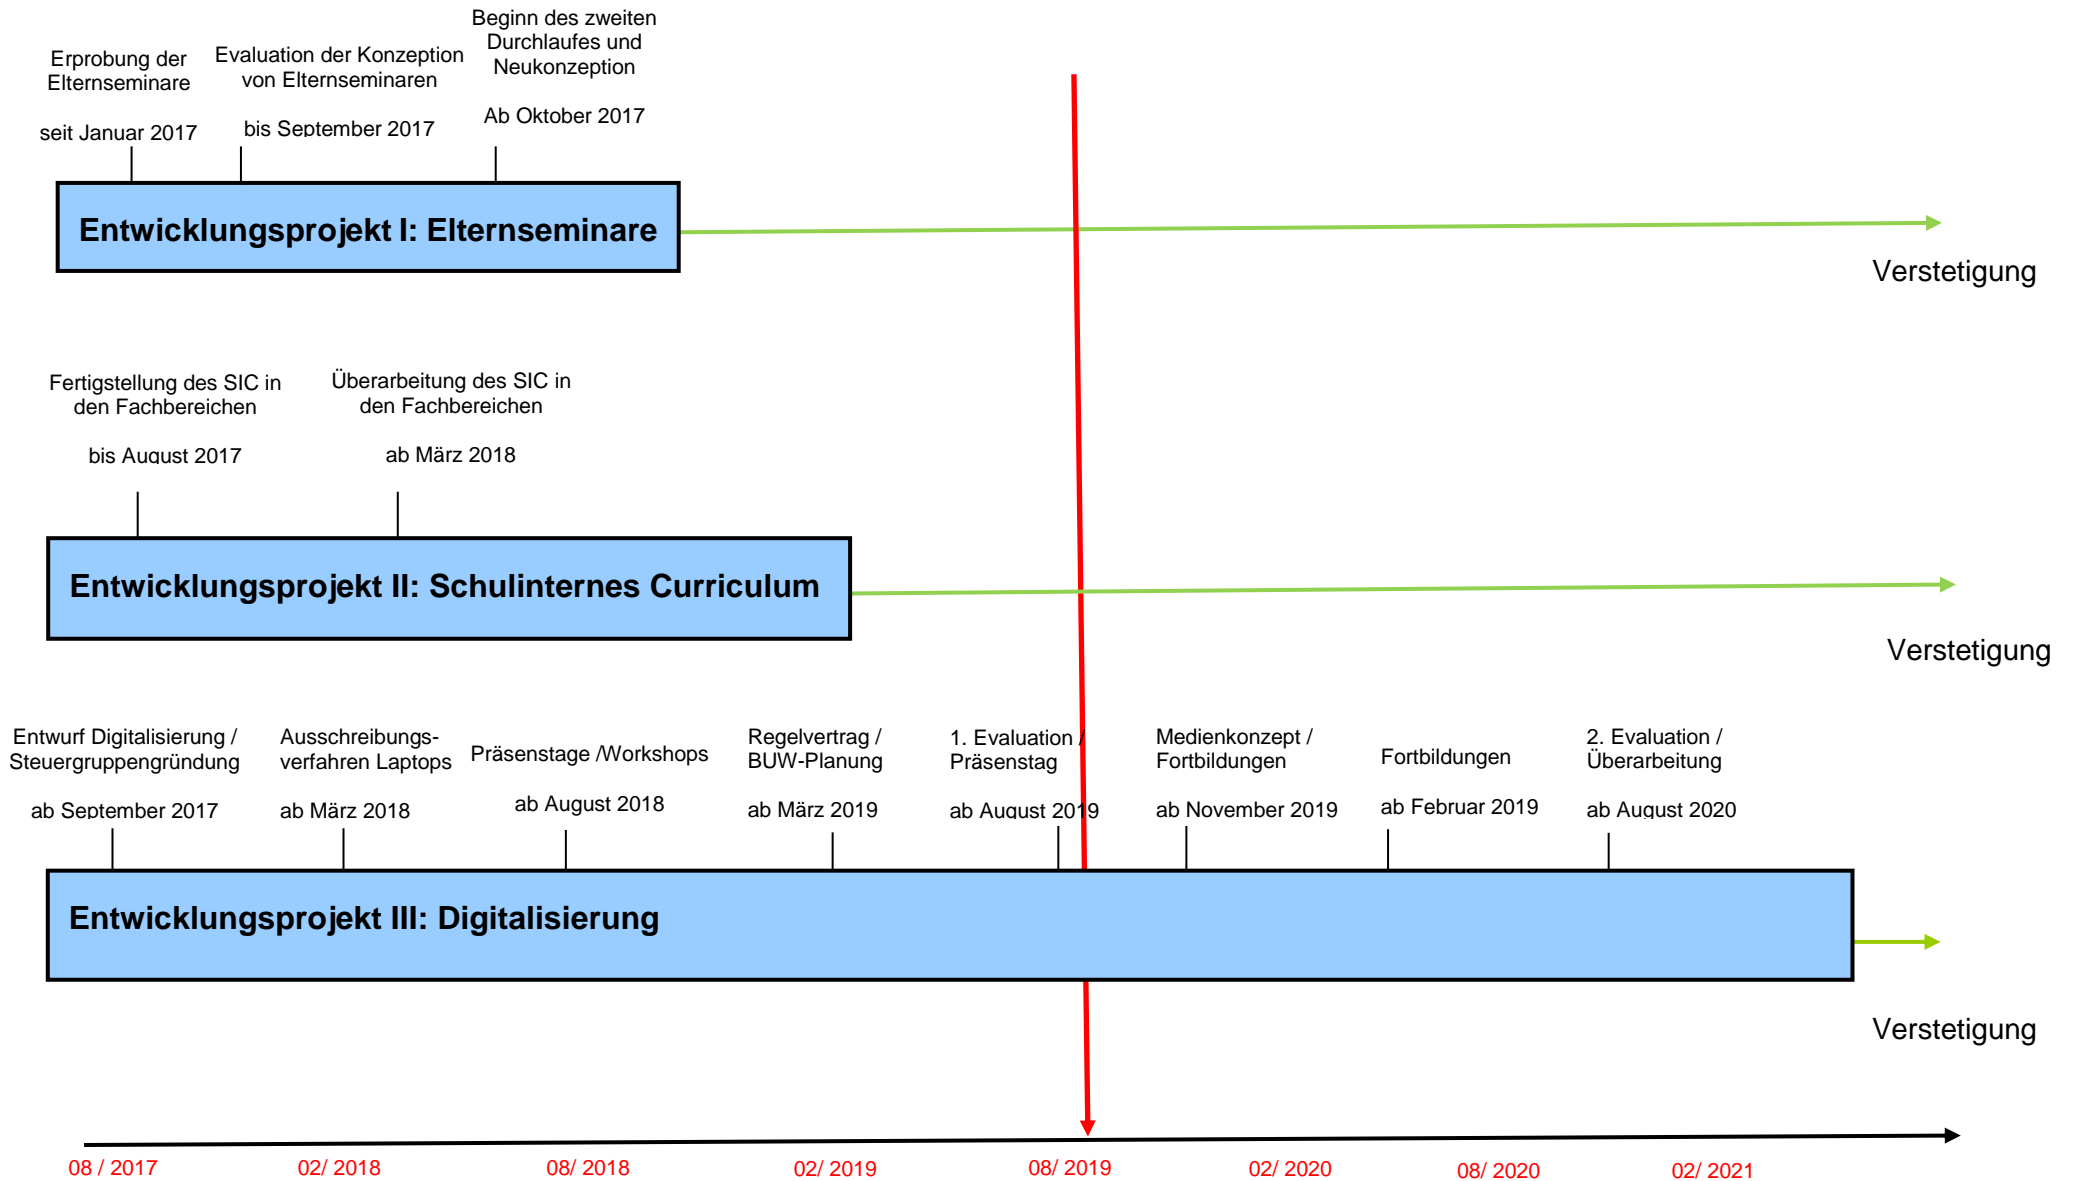 Erprobung der
Elternseminare
seit Januar 2017
Evaluation der Konzeption
von Elternseminaren
bis September 2017
Beginn des zweiten
Durchlaufes und
Neukonzeption
Ab Oktober 2017
Entwicklungsprojekt I: Elternseminare
Verstetigung
Fertigstellung des SIC in
den Fachbereichen
bis August 2017
Überarbeitung des SIC in
den Fachbereichen
ab März 2018
Entwicklungsprojekt II: Schulinternes Curriculum
Verstetigung
Entwurf Digitalisierung /
Steuergruppengründung
ab September 2017
Ausschreibungs-
verfahren Laptops
ab März 2018
Präsenstage /Workshops
ab August 2018
Regelvertrag /
BUW-Planung
ab März 2019
1. Evaluation /
Präsenstag
ab August 2019
Medienkonzept /
Fortbildungen
ab November 2019
Fortbildungen
ab Februar 2019
2. Evaluation /
Überarbeitung
ab August 2020
Entwicklungsprojekt III: Digitalisierung
Verstetigung
08 / 2017
02/ 2018
08/ 2018
02/ 2019
08/ 2019
02/ 2020
08/ 2020
02/ 2021